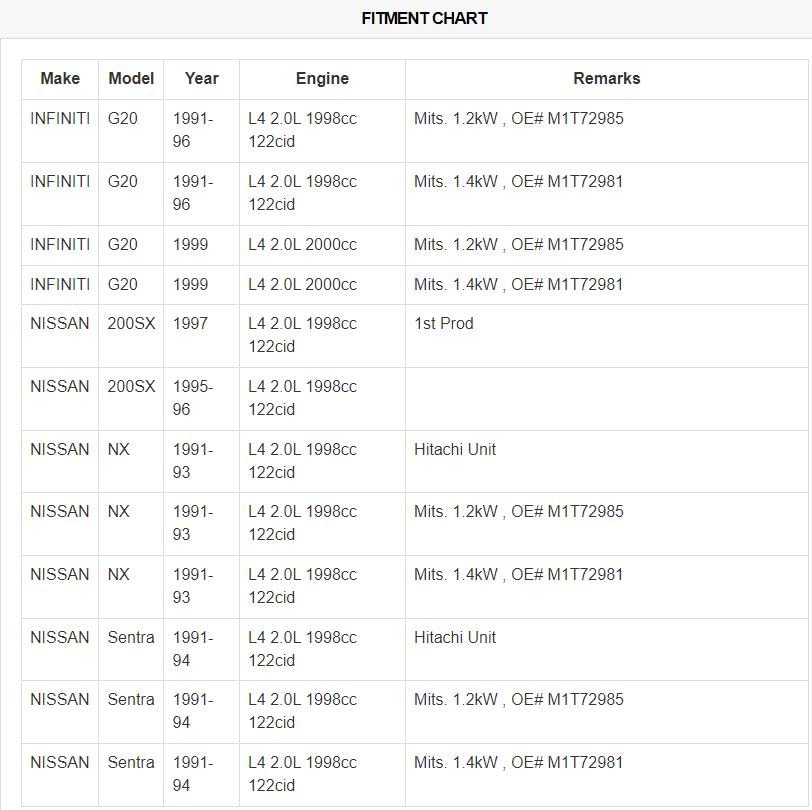 FITMENT CHART
Make Model Year Engine Remarks
INFINITI G20 1991- L4 2.0L 1998cc Mits. 1.2kW , OE# M1T72985
96 122cid
INFINITI G20 1991- L4 2.0L 1998cc Mits. 1.4kW , OE# M1T72981
96 122cid
INFINITI G20 1999 L4 2.0L 2000cc Mits. 1.2kW , OE# M1T72985
INFINITI G20 1999 L4 2.0L 2000cc Mits. 1.4kW , OE# M1T72981
NISSAN 200SX 1997 L4 2.0L 1998cc 1st Prod
122cid
NISSAN 200SX 1995- L4 2.0L 1998cc
96 122cid
NISSAN NX 1991- L4 2.0L 1998cc Hitachi Unit
93 122cid
NISSAN NX 1991- L4 2.0L 1998cc Mits. 1.2kW , OE# M1T72985
93 122cid
NISSAN NX 1991- L4 2.0L 1998cc Mits. 1.4kW , OE# M1T72981
93 122cid
NISSAN Sentra 1991- L4 2.0L 1998cc Hitachi Unit
94 122cid
NISSAN Sentra 1991- L4 2.0L 1998cc Mits. 1.2kW , OE# M1T72985
94 122cid
NISSAN Sentra 1991- L4 2.0L 1998cc Mits. 1.4kW , OE# M1T72981
94 122cid